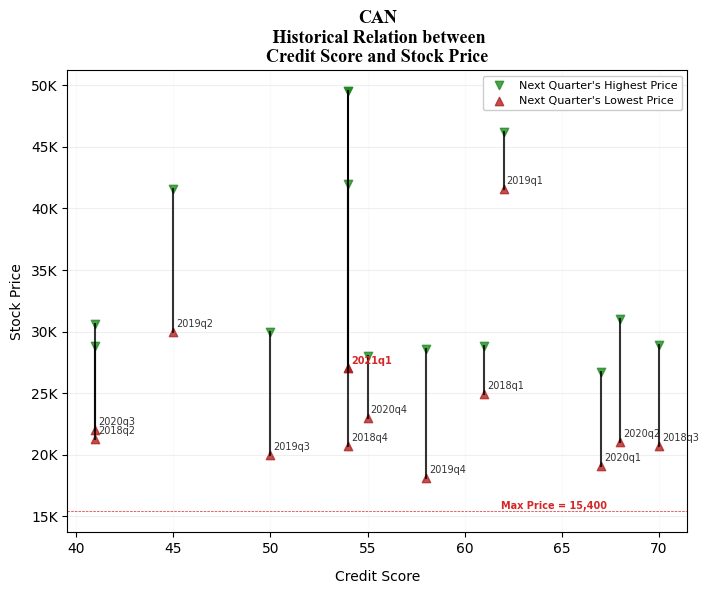 CAN
Historical Relation between
Credit Score and Stock Price
50K
45K
40K
35K
30K
25K
20K
15K
Stock Price
Next Quarter's Highest Price
Next Quarter's Lowest Price
2019q1
2019q2
2021q1
2018q1
2020q4
2020q3
2018q2
2020q2
2018q4
2018q3
2019q3
2020q1
2019q4
Max Price = 15,400
40
45
50
55
60
65
70
Credit Score